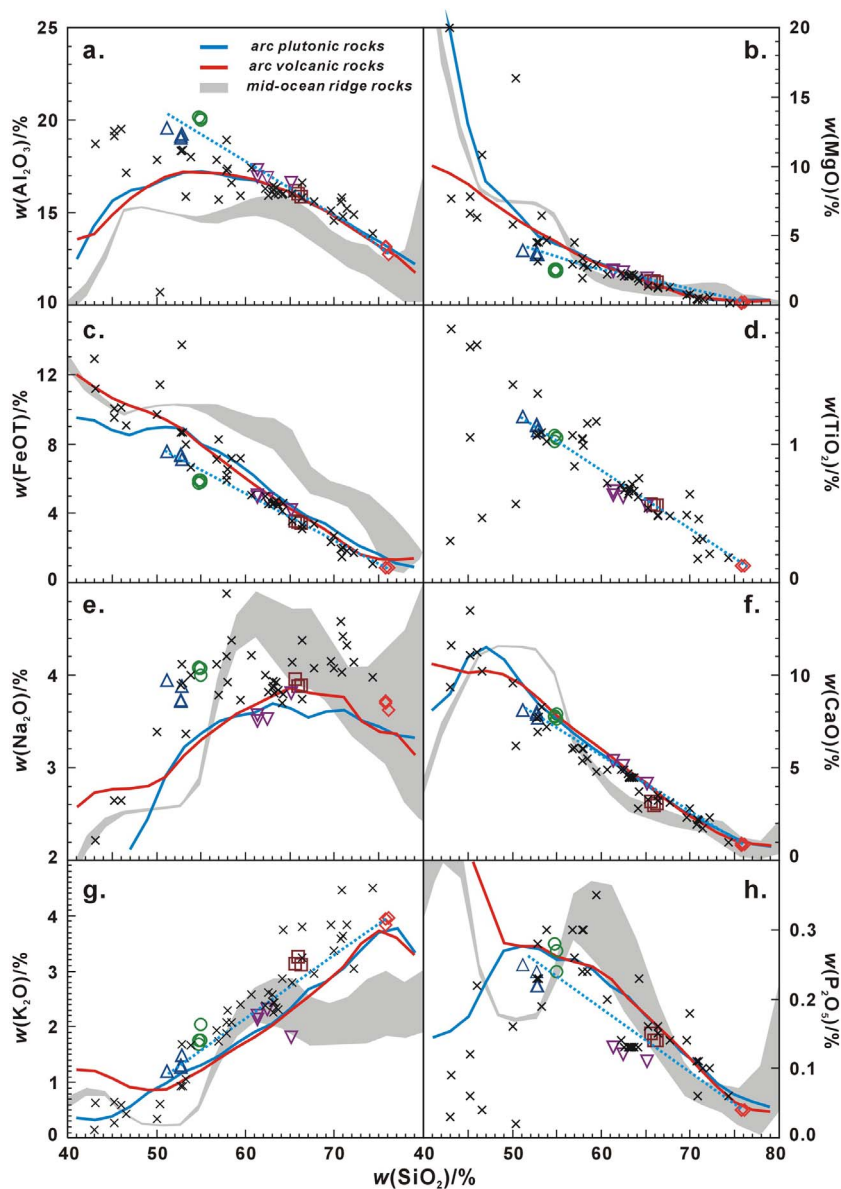 a.
arc plutonic rocks
arc volcanic rocks
mid-ocean ridge rocks
25
20
15
10
w(Al₂O₃)/%
b.
20
15
10
5
0
w(MgO)/%
c.
12
8
4
0
w(FeOT)/%
d.
1
0
w(TiO₂)/%
e.
4
3
2
w(Na₂O)/%
f.
10
5
0
w(CaO)/%
g.
4
3
2
1
0
w(K₂O)/%
h.
0.3
0.2
0.1
0.0
w(P₂O₅)/%
40 50 60 70 40 50 60 70 80
w(SiO₂)/%